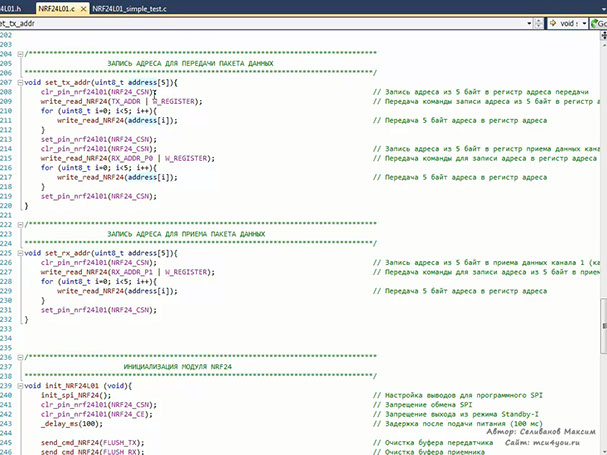 4L01.h NRF24L01.c × NRF24L01_simple_test.c
et_tx_addr void Go
202
203
204 /*************************************************************************************
205 ЗАПИСЬ АДРЕСА ДЛЯ ПЕРЕДАЧИ ПАКЕТА ДАННЫХ
206 *************************************************************************************/
207 void set_tx_addr(uint8_t address[5]){
208 clr_pin_nrf24l01(NRF24_CSN); // Запись адреса из 5 байт в регистр адреса передачи
209 write_read_NRF24(TX_ADDR | W_REGISTER); // Передача команды записи адреса из 5 байт в регистр а
210 for (uint8_t i=0; i<5; i++){
211 write_read_NRF24(address[i]); // Передача 5 байт адреса в регистр адреса
212 }
213 set_pin_nrf24l01(NRF24_CSN);
214 clr_pin_nrf24l01(NRF24_CSN); // Запись адреса из 5 байт в регистр приема данных кана
215 write_read_NRF24(RX_ADDR_P0 | W_REGISTER); // Передача команды для записи адреса в регистр адреса
216 for (uint8_t i=0; i<5; i++){
217 write_read_NRF24(address[i]); // Передача 5 байт адреса в регистр адреса
218 }
219 set_pin_nrf24l01(NRF24_CSN);
220 }
221
222 /*************************************************************************************
223 ЗАПИСЬ АДРЕСА ДЛЯ ПРИЕМА ПАКЕТА ДАННЫХ
224 *************************************************************************************/
225 void set_rx_addr(uint8_t address[5]){
226 clr_pin_nrf24l01(NRF24_CSN); // Запись адреса из 5 байт в приема данных канала 1 (ка
227 write_read_NRF24(RX_ADDR_P1 | W_REGISTER); // Передача команды для записи адреса из 5 байт в прием
228 for (uint8_t i=0; i<5; i++){
229 write_read_NRF24(address[i]); // Передача 5 байт адреса в регистр адреса
230 }
231 set_pin_nrf24l01(NRF24_CSN);
232 }
233
234
235
236 /*************************************************************************************
237 ИНИЦИАЛИЗАЦИЯ МОДУЛЯ NRF24
238 *************************************************************************************/
239 void init_NRF24L01 (void){
240 init_spi_NRF24(); // Настройка выводов для программного SPI
241 clr_pin_nrf24l01(NRF24_CSN); // Запрещение обмена SPI
242 clr_pin_nrf24l01(NRF24_CE); // Запрещение выхода из режима Standby-I
243 _delay_ms(100); // Задержка после подачи питания (100 мс)
244 Автор: Селиванов Максим
245 send_cmd_NRF24(FLUSH_TX); // Очистка буфера передатчика Сайт: mcu4you.ru
246 send_cmd_NRF24(FLUSH_RX); // Очистка буфера приемника